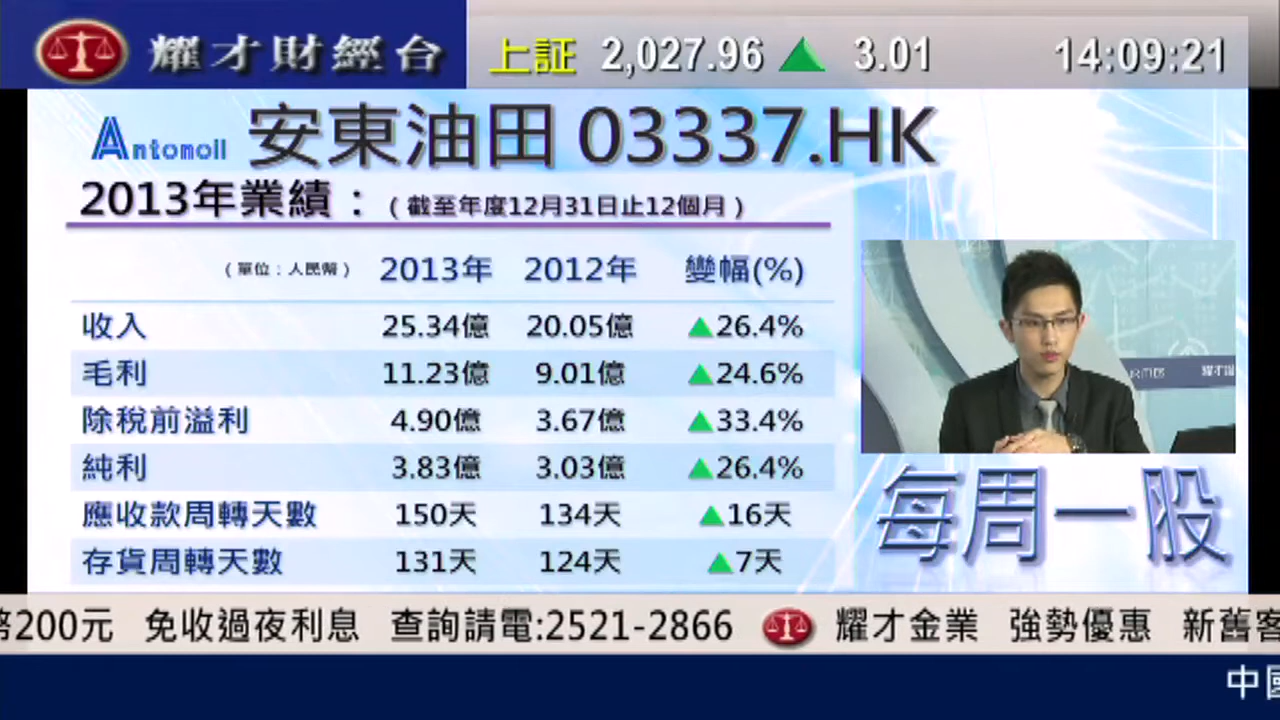 耀才財經台
上証 2,027.96 ▲ 3.01 14:09:21
Antonoil 安東油田 03337.HK
2013年業績：（截至年度12月31日止12個月）
（單位：人民幣） 2013年 2012年 變幅(%)
收入 25.34億 20.05億 ▲26.4%
毛利 11.23億 9.01億 ▲24.6%
除稅前溢利 4.90億 3.67億 ▲33.4%
純利 3.83億 3.03億 ▲26.4%
應收款周轉天數 150天 134天 ▲16天
存貨周轉天數 131天 124天 ▲7天
每周一股
幣200元 免收過夜利息 查詢請電:2521-2866 耀才金業 強勢優惠 新舊客
中國